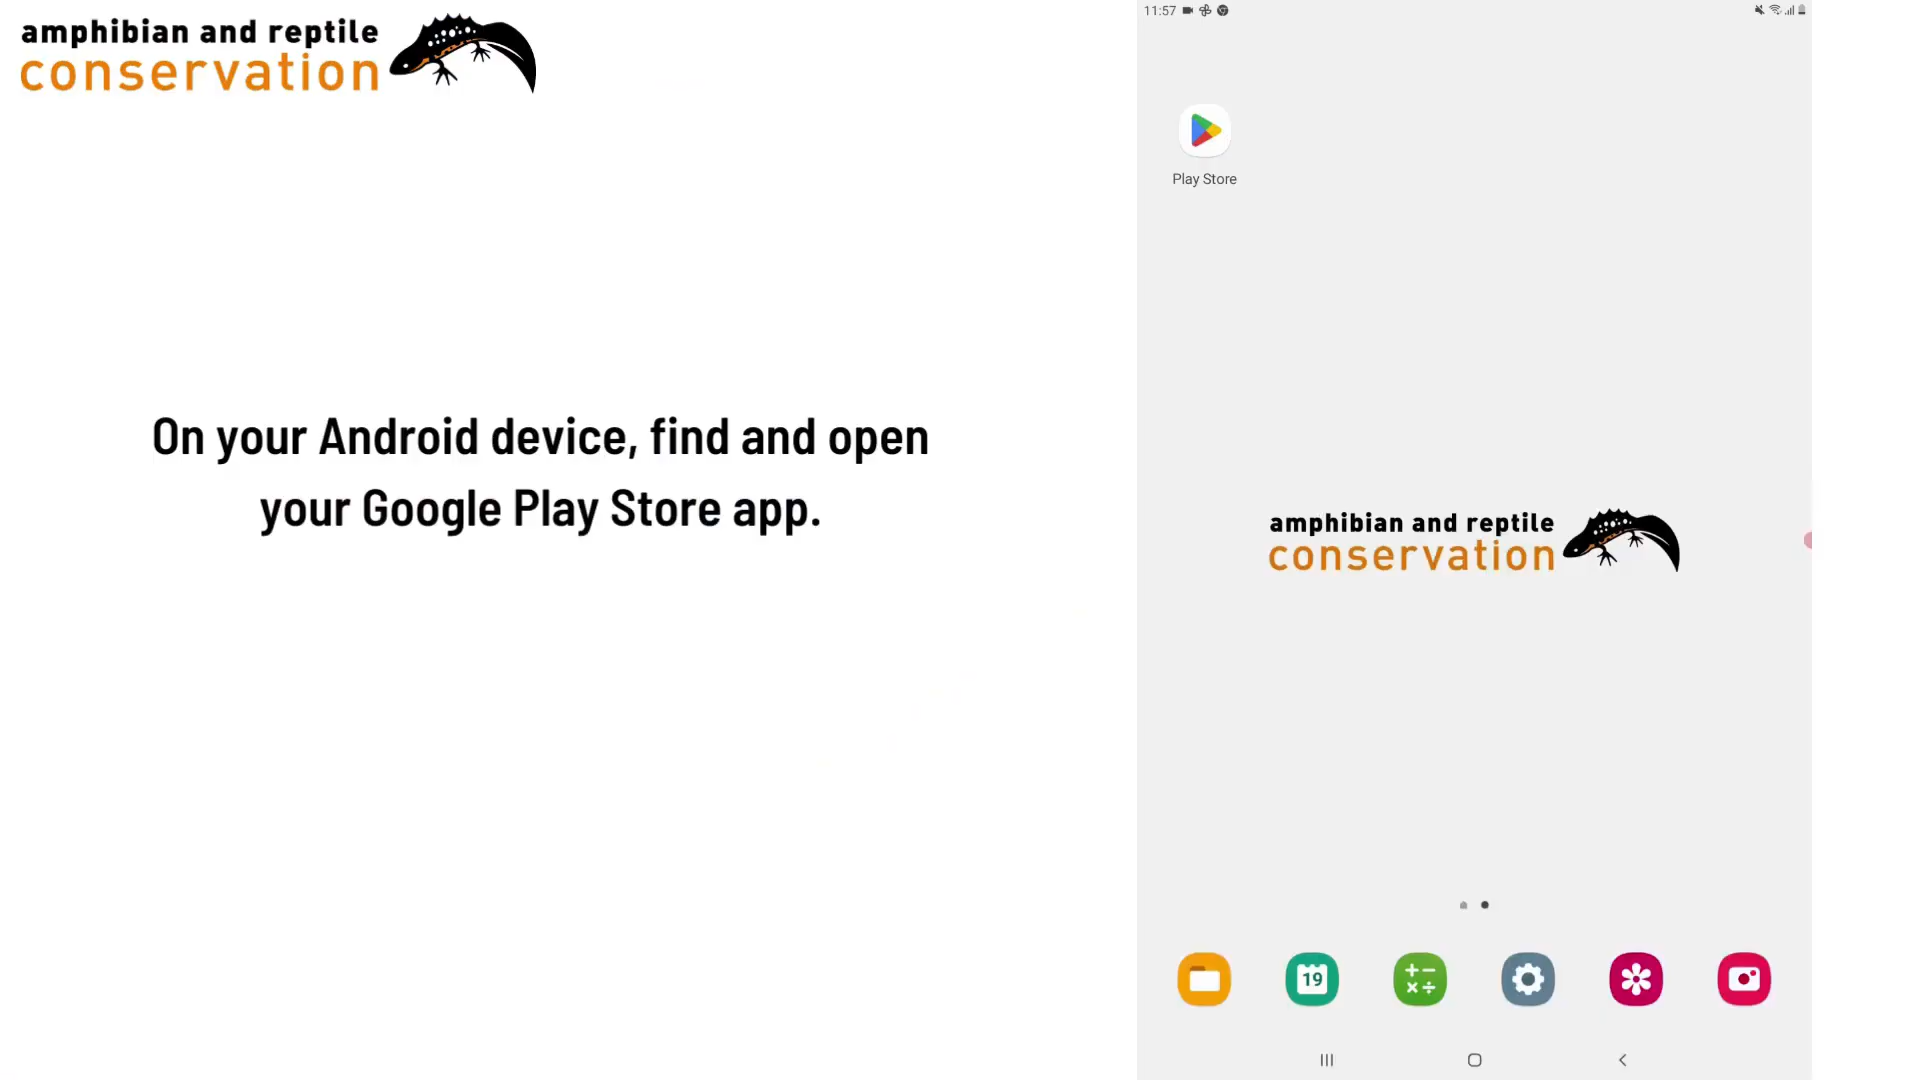 amphibian and reptile
conservation
On your Android device, find and open
your Google Play Store app.
11:57
Play Store
amphibian and reptile
conservation
19